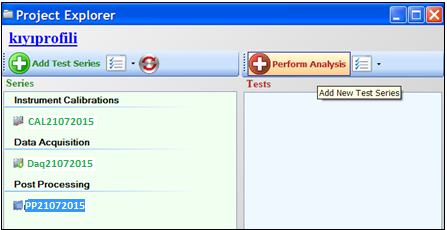 Project Explorer
kıyıprofili
Add Test Series
Perform Analysis
Series
Tests
Add New Test Series
Instrument Calibrations
CAL21072015
Data Acquisition
Daq21072015
Post Processing
PP21072015